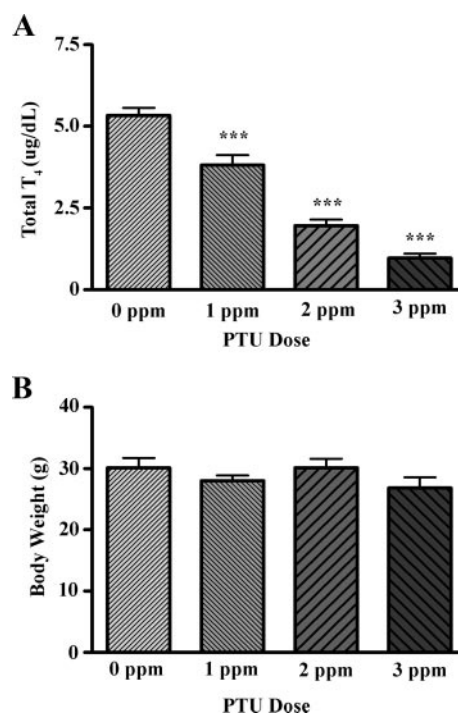 A
7.5
5.0
2.5
0
Total T₄ (ug/dL)
***
***
***
0 ppm 1 ppm 2 ppm 3 ppm
PTU Dose
B
40
30
20
10
0
Body Weight (g)
0 ppm 1 ppm 2 ppm 3 ppm
PTU Dose